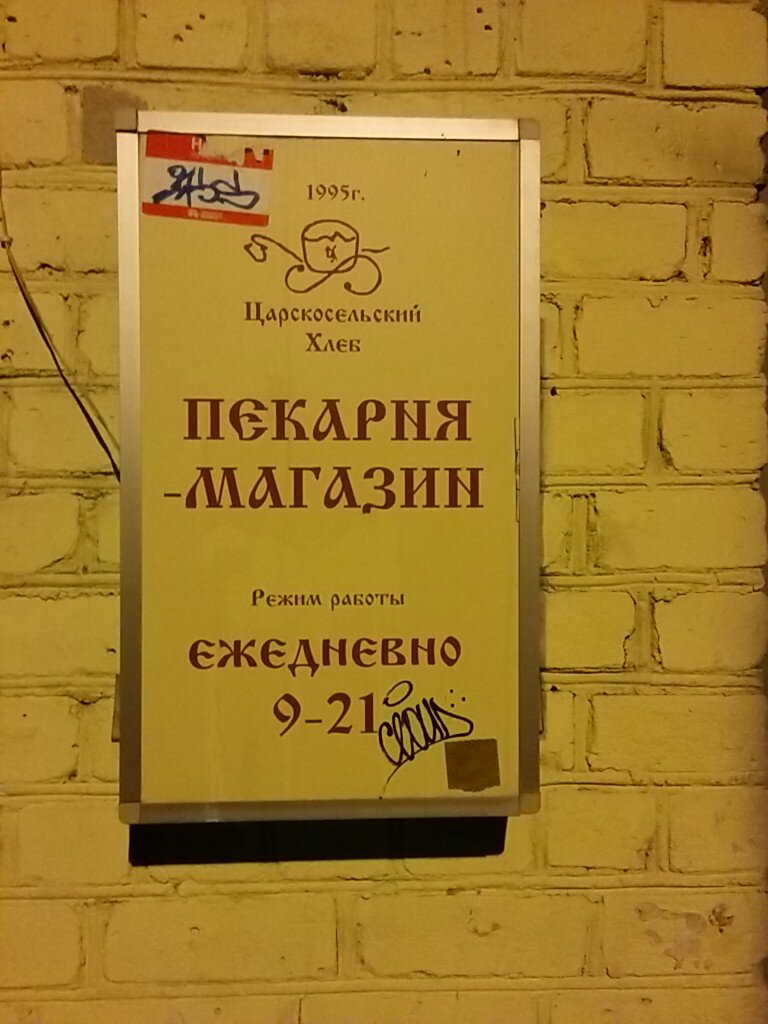 1995г.
Царскосельский
Хлеб
ПЕКАРНЯ
-МАГАЗИН
Режим работы
ЕЖЕДНЕВНО
9-21